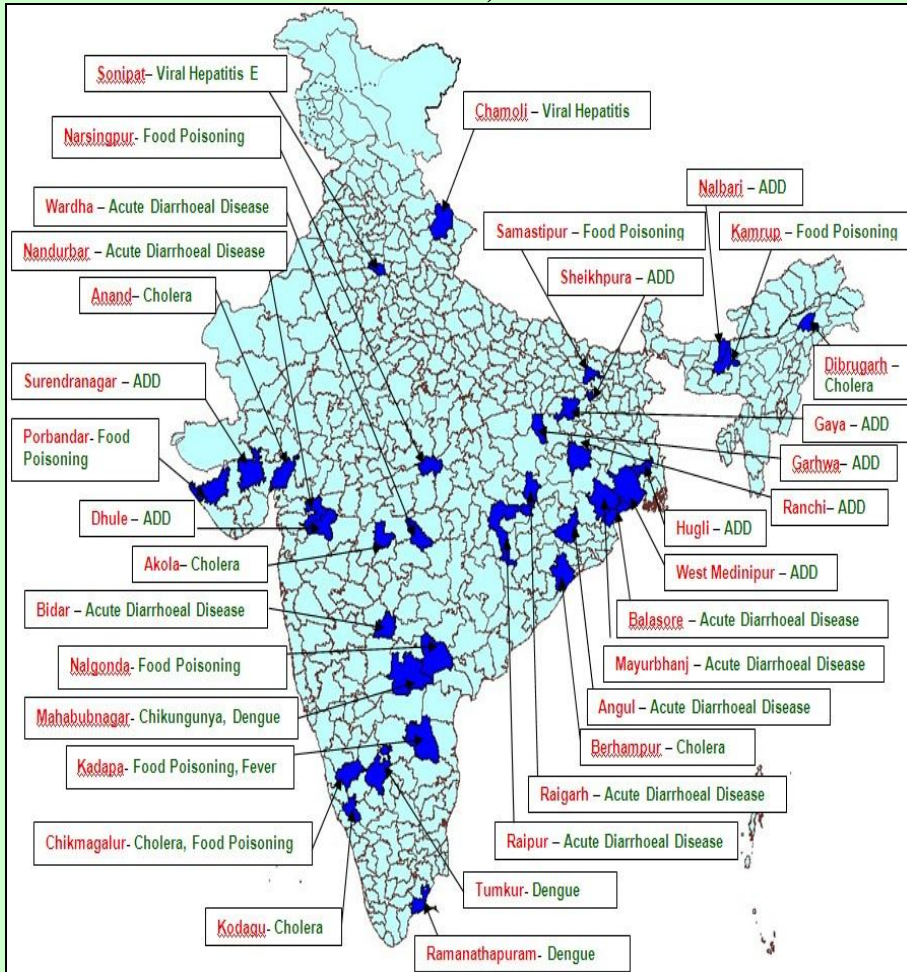 Sonipat– Viral Hepatitis E
Chamoli – Viral Hepatitis
Narsingpur- Food Poisoning
Nalbari – ADD
Wardha – Acute Diarrhoeal Disease
Samastipur – Food Poisoning
Kamrup – Food Poisoning
Nandurbar – Acute Diarrhoeal Disease
Sheikhpura – ADD
Anand– Cholera
Dibrugarh –
Cholera
Surendranagar – ADD
Gaya – ADD
Porbandar- Food
Poisoning
Garhwa– ADD
Ranchi – ADD
Dhule – ADD
Hugli – ADD
Akola– Cholera
West Medinipur – ADD
Bidar – Acute Diarrhoeal Disease
Balasore – Acute Diarrhoeal Disease
Nalgonda – Food Poisoning
Mayurbhanj – Acute Diarrhoeal Disease
Mahabubnagar- Chikungunya, Dengue
Angul – Acute Diarrhoeal Disease
Berhampur – Cholera
Kadapa- Food Poisoning, Fever
Raigarh – Acute Diarrhoeal Disease
Chikmagalur- Cholera, Food Poisoning
Raipur – Acute Diarrhoeal Disease
Tumkur- Dengue
Kodagu- Cholera
Ramanathapuram – Dengue